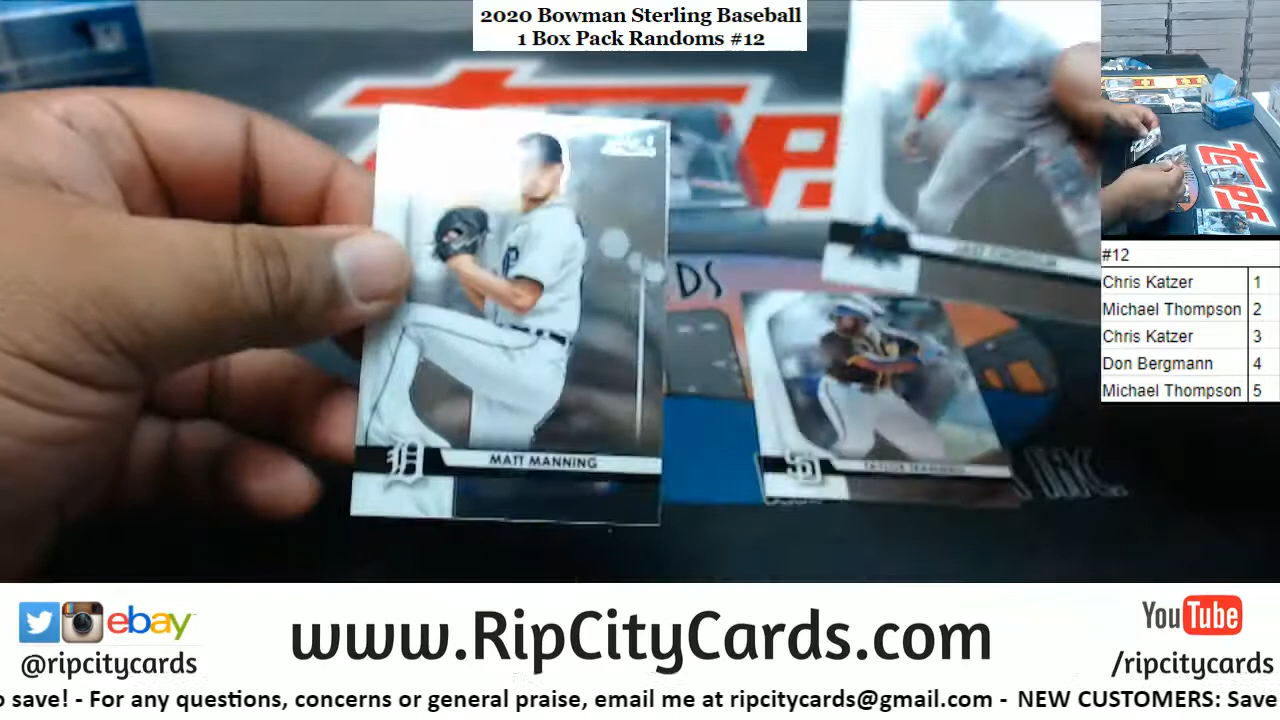 2020 Bowman Sterling Baseball
1 Box Pack Randoms #12
topps
MATT MANNING
#12
Chris Katzer 1
Michael Thompson 2
Chris Katzer 3
Don Bergmann 4
Michael Thompson 5
ebay
@ripcitycards
www.RipCityCards.com
YouTube
/ripcitycards
o save! - For any questions, concerns or general praise, email me at ripcitycards@gmail.com - NEW CUSTOMERS: Save